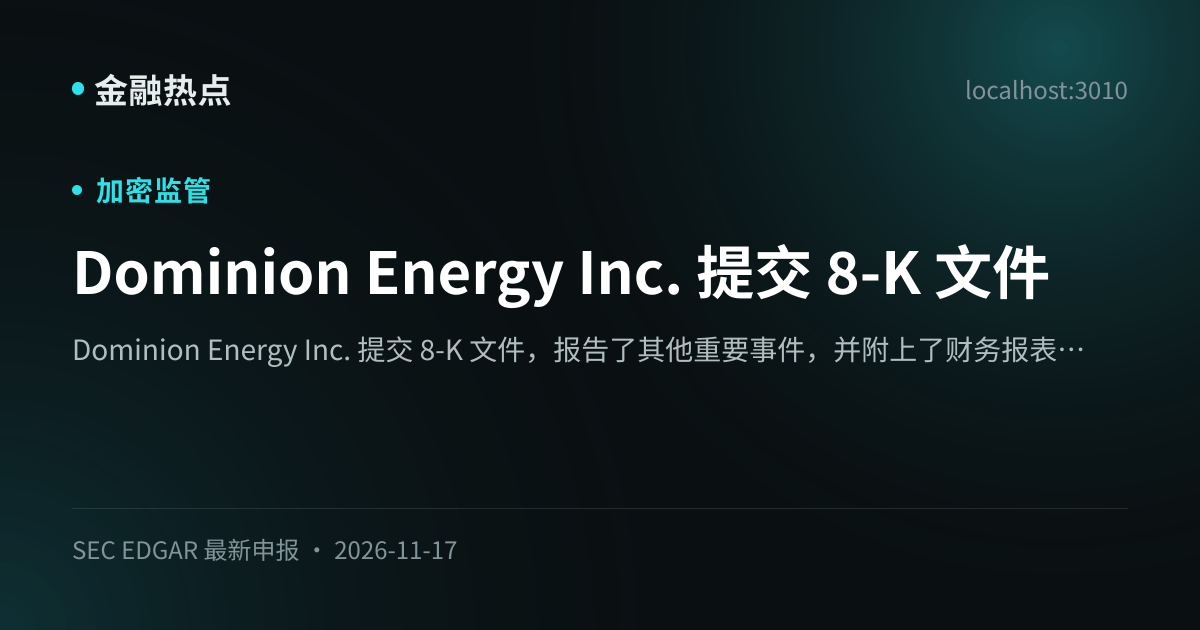 金融热点
localhost:3010
加密监管
Dominion Energy Inc. 提交 8-K 文件
Dominion Energy Inc. 提交 8-K 文件，报告了其他重要事件，并附上了财务报表…
SEC EDGAR 最新申报 · 2026-11-17